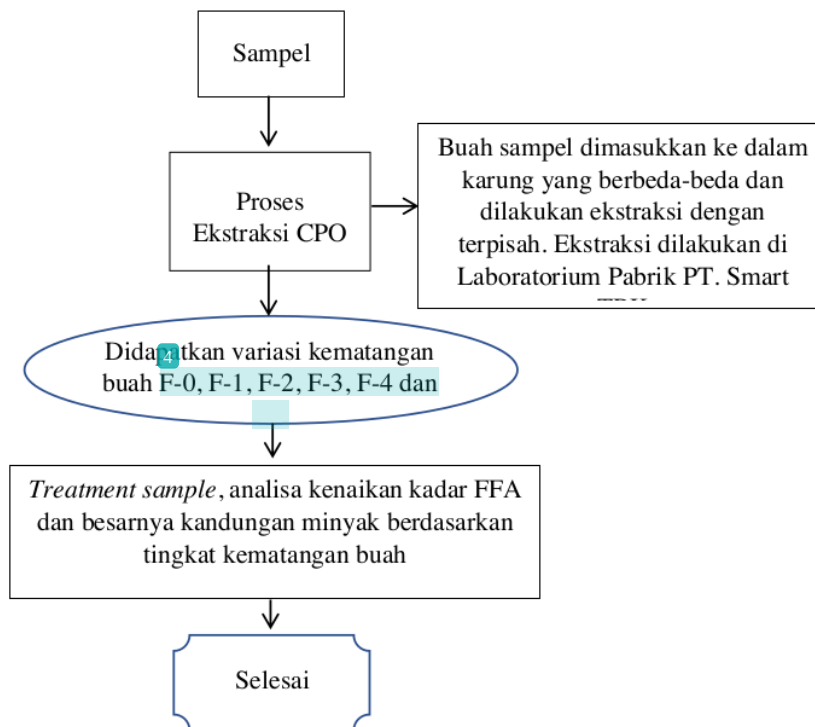 Sampel
Proses
Ekstraksi CPO
Buah sampel dimasukkan ke dalam
karung yang berbeda-beda dan
dilakukan ekstraksi dengan
terpisah. Ekstraksi dilakukan di
Laboratorium Pabrik PT. Smart
Didapatkan variasi kematangan
4
buah F-0, F-1, F-2, F-3, F-4 dan
Treatment sample, analisa kenaikan kadar FFA
dan besarnya kandungan minyak berdasarkan
tingkat kematangan buah
Selesai